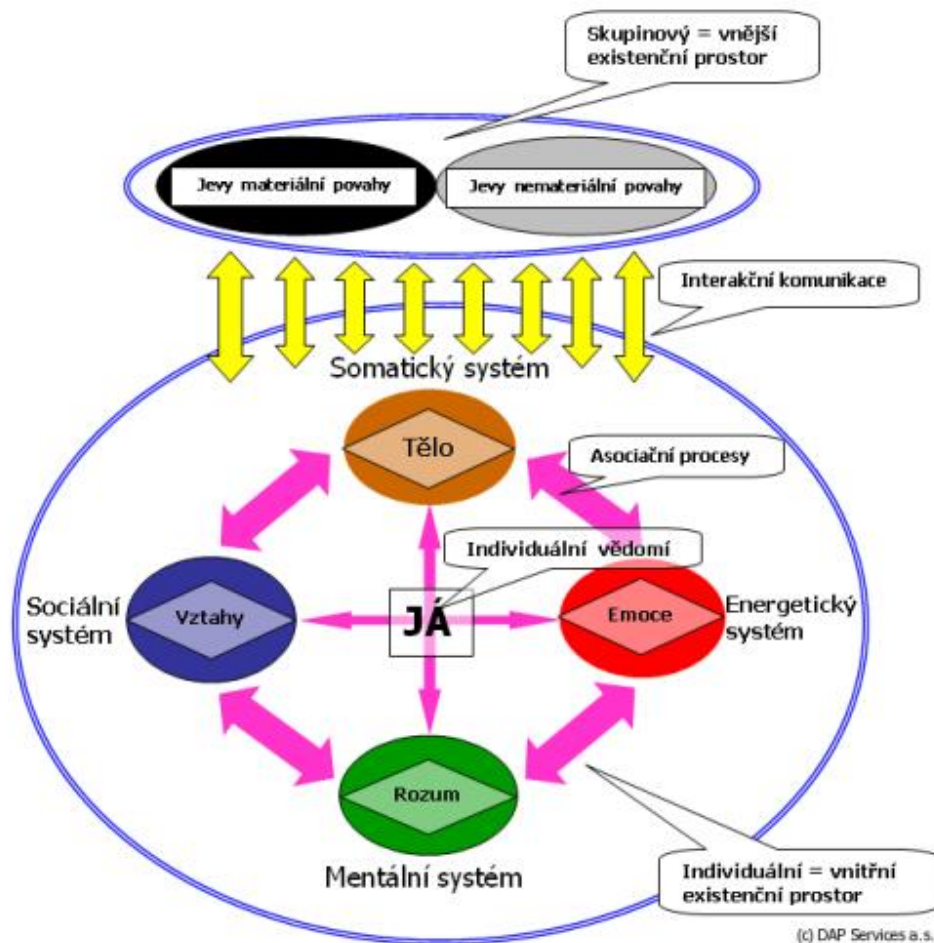 Skupinový = vnější
existenční prostor
Jevy materiální povahy
Jevy nemateriální povahy
Interakční komunikace
Somatický systém
Tělo
Asociační procesy
Individuální vědomí
Sociální
systém
Vztahy
JÁ
Emoce
Energetický
systém
Rozum
Mentální systém
Individuální = vnitřní
existenční prostor
(c) DAP Services a.s.